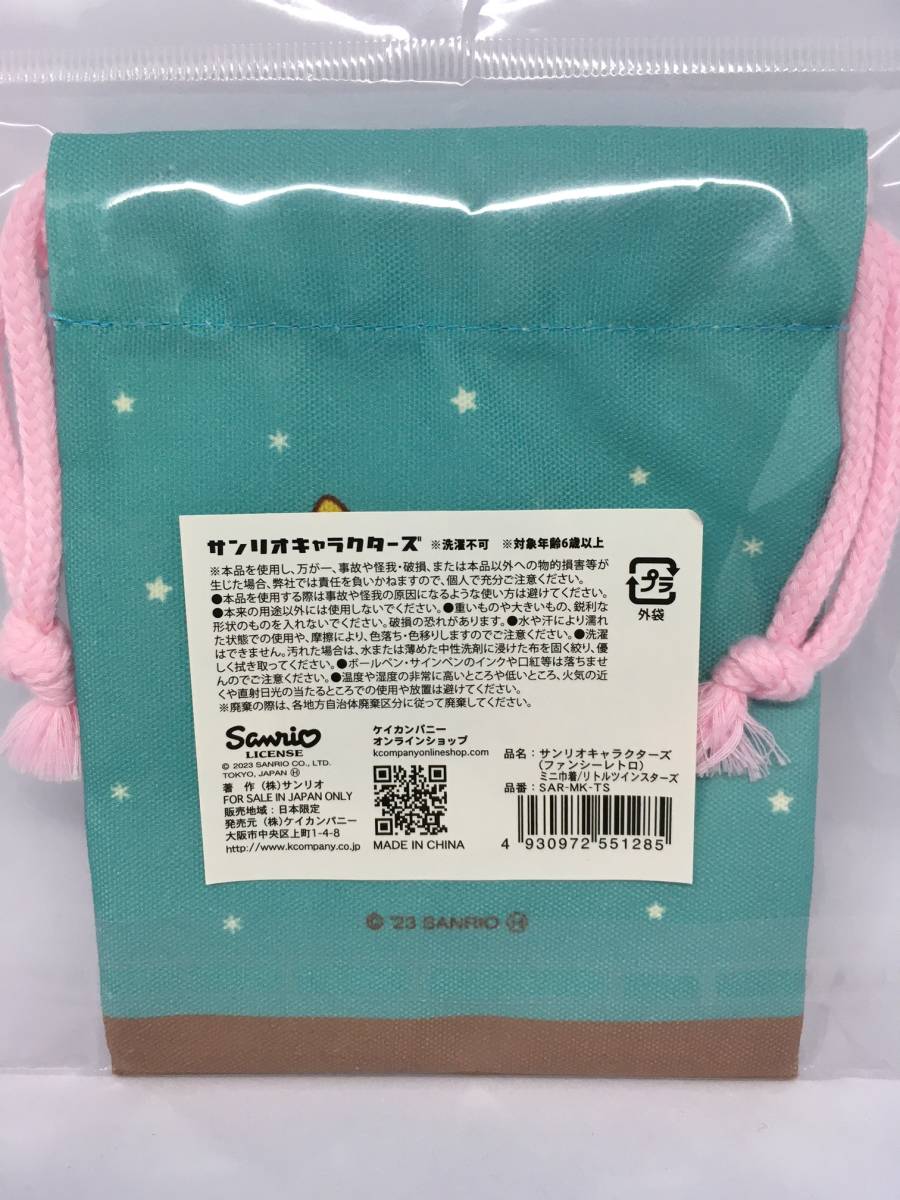 サンリオキャラクターズ ※洗濯不可 ※対象年齢6歳以上
※本品を使用し、万が一、事故や怪我・破損、または本品以外への物的損害等が
生じた場合、弊社では責任を負いかねますので、個人で充分ご注意ください。
●本品を使用する際は事故や怪我の原因になるような使い方は避けてください。
●本来の用途以外には使用しないでください。●重いものや大きいもの、鋭利な
形状のものを入れないでください。破損の恐れがあります。●水や汗により濡れ
た状態での使用や、摩擦により、色落ち・色移りしますのでご注意ください。●洗濯
はできません。汚れた場合は、水または薄めた中性洗剤に浸けた布を固く絞り、優
しく拭き取ってください。●ボールペン・サインペンのインクや口紅等は落ちませ
んのでご注意ください。●温度や湿度の非常に高いところや低いところ、火気の近
くや直射日光の当たるところでの使用や放置は避けてください。
※廃棄の際は、各地方自治体廃棄区分に従って廃棄してください。
プラ
外袋
Sanrio
LICENSE
© 2023 SANRIO CO., LTD.
TOKYO, JAPAN Ⓗ
著 作 (株)サンリオ
FOR SALE IN JAPAN ONLY
販売地域:日本限定
発売元 (株)ケイカンパニー
大阪市中央区上町1-4-8
http://www.kcompany.co.jp
ケイカンパニー
オンラインショップ
kcompanyonlineshop.com
MADE IN CHINA
品名:サンリオキャラクターズ
(ファンシーレトロ)
ミニ巾着/リトルツインスターズ
品番:SAR-MK-TS
4 930972 551285
© '23 SANRIO Ⓗ